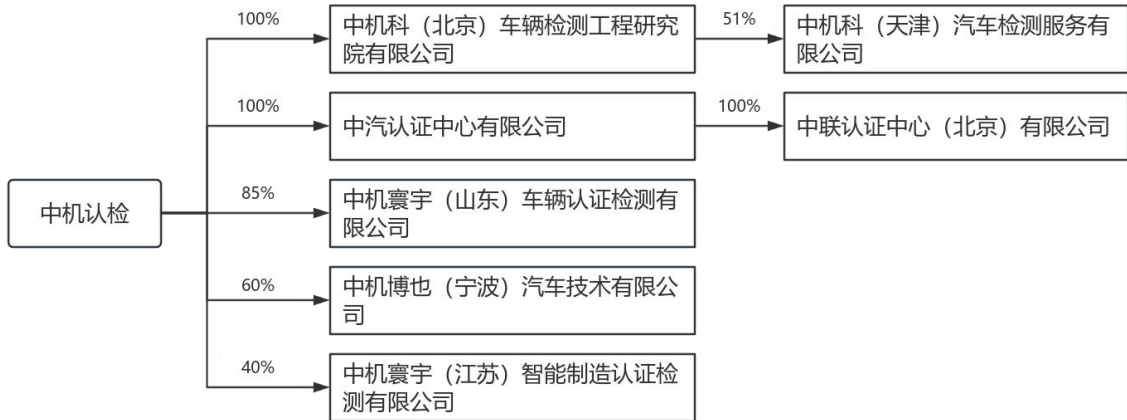 100%
中机科（北京）车辆检测工程研究
院有限公司
51%
中机科（天津）汽车检测服务有
限公司
100%
中汽认证中心有限公司
100%
中联认证中心（北京）有限公司
中机认检
85%
中机寰宇（山东）车辆认证检测有
限公司
60%
中机博也（宁波）汽车技术有限公
司
40%
中机寰宇（江苏）智能制造认证检
测有限公司